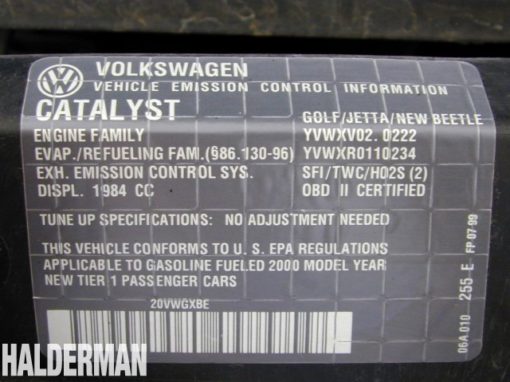 VOLKSWAGEN
VEHICLE EMISSION CONTROL INFORMATION
CATALYST GOLF/JETTA/NEW BEETLE
ENGINE FAMILY YVWXV02.0222
EVAP./REFUELING FAM.(§86.130-96) YVWXR0110234
EXH. EMISSION CONTROL SYS. SFI/TWC/HO2S (2)
DISPL. 1984 CC OBD II CERTIFIED
TUNE UP SPECIFICATIONS: NO ADJUSTMENT NEEDED
THIS VEHICLE CONFORMS TO U.S. EPA REGULATIONS
APPLICABLE TO GASOLINE FUELED 2000 MODEL YEAR
NEW TIER 1 PASSENGER CARS
20VWGXBE
06A 010 255 E FP 07-99
HALDERMAN